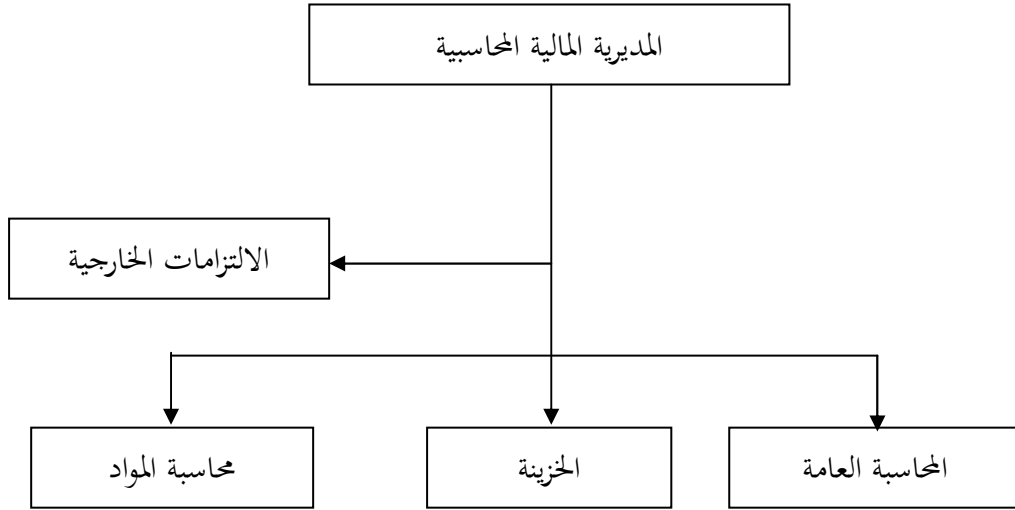 المديرية المالية المحاسبية
الالتزامات الخارجية
المحاسبة العامة
الخزينة
محاسبة المواد